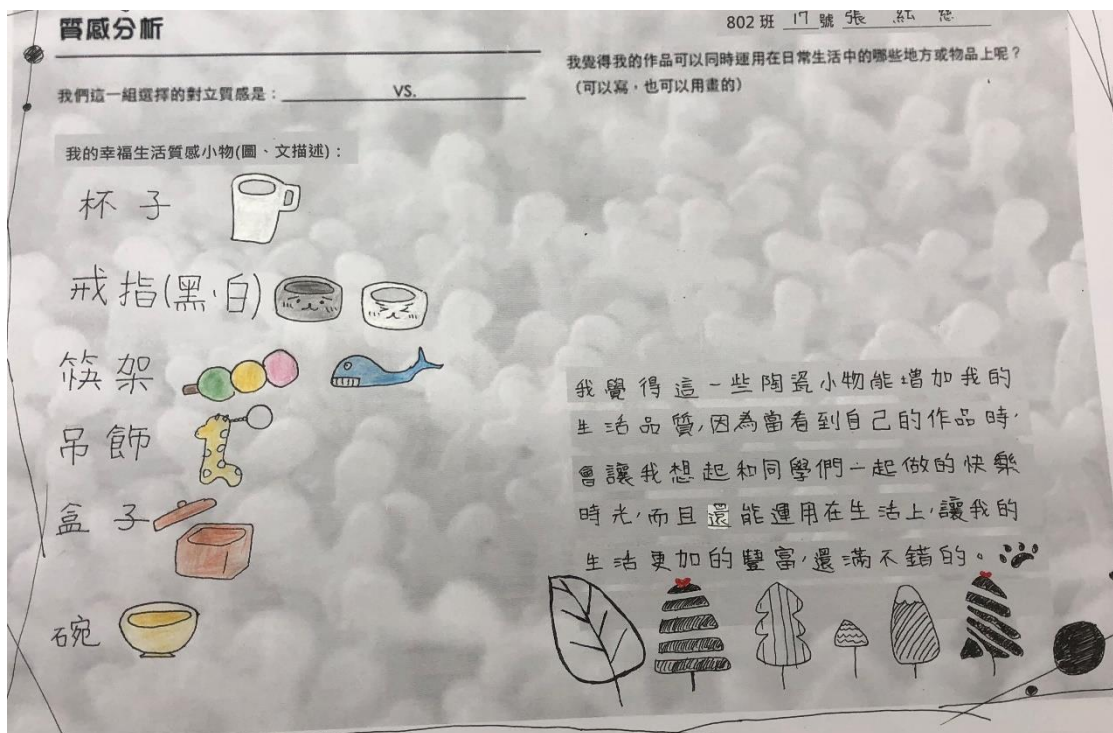 質感分析
802 班 17 號 張 紜 慈
我們這一組選擇的對立質感是：＿＿＿＿VS.＿＿＿＿
我的幸福生活質感小物(圖、文描述)：
杯子
戒指(黑、白)
筷架
吊飾
盒子
碗
我覺得我的作品可以同時運用在日常生活中的哪些地方或物品上呢？
（可以寫，也可以用畫的）
我覺得這一些陶瓷小物能增加我的
生活品質,因為當看到自己的作品時,
會讓我想起和同學們一起做的快樂
時光,而且還能運用在生活上,讓我的
生活更加的豐富,還滿不錯的。